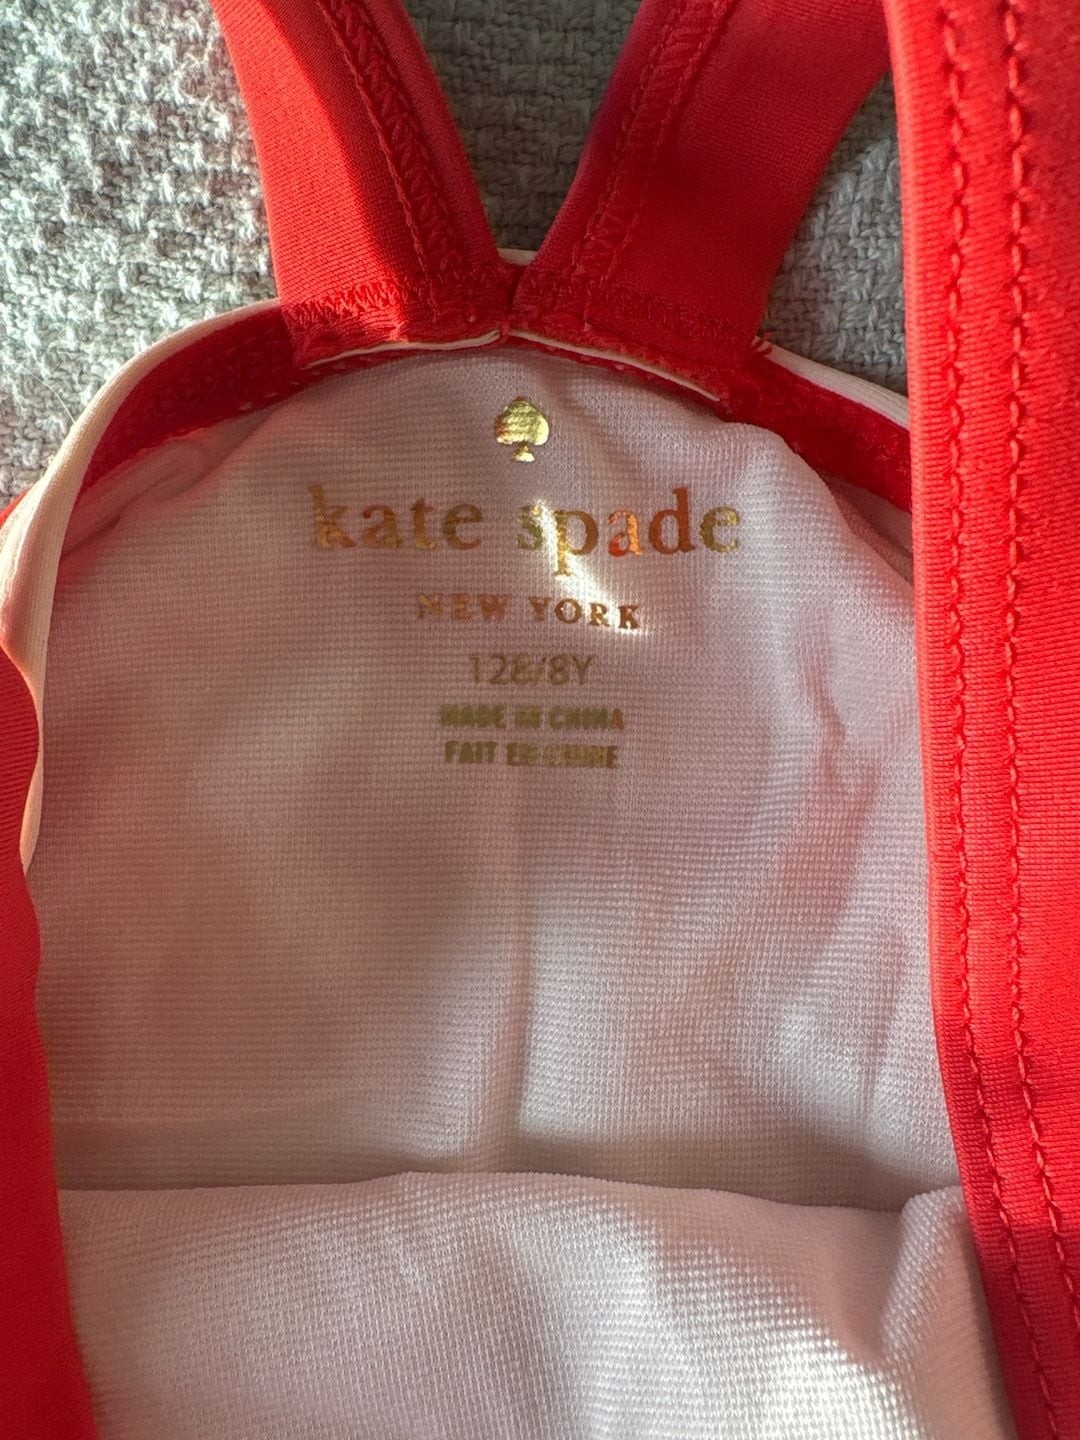 kate spade
NEW YORK
128/8Y
MADE IN CHINA
FAIT EN CHINE